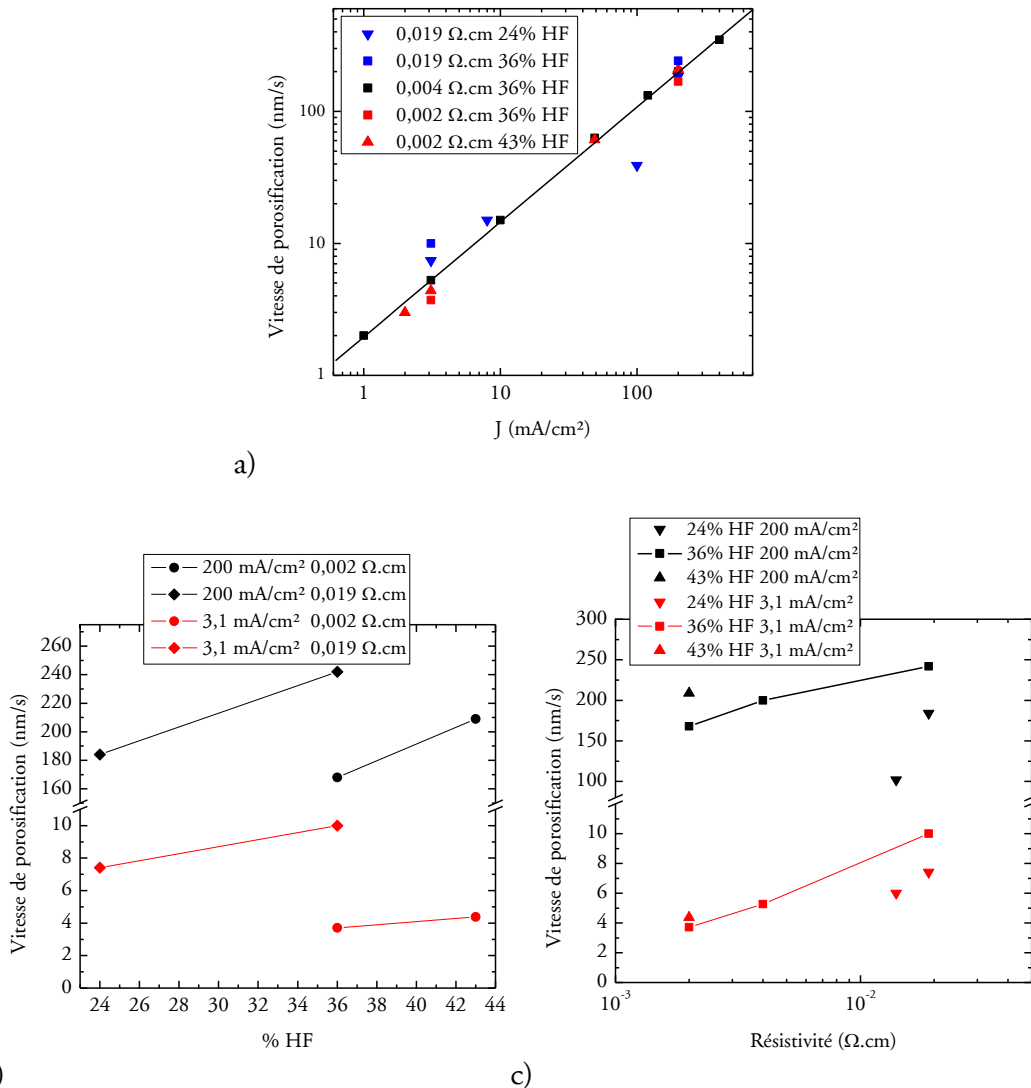 0,019 Ω.cm 24% HF
0,019 Ω.cm 36% HF
0,004 Ω.cm 36% HF
0,002 Ω.cm 36% HF
0,002 Ω.cm 43% HF
Vitesse de porosification (nm/s)
100
10
1
1
10
100
J (mA/cm²)
a)
200 mA/cm² 0,002 Ω.cm
200 mA/cm² 0,019 Ω.cm
3,1 mA/cm² 0,002 Ω.cm
3,1 mA/cm² 0,019 Ω.cm
Vitesse de porosification (nm/s)
260
240
220
200
180
160
10
8
6
4
2
0
24 26 28 30 32 34 36 38 40 42 44
% HF
)
24% HF 200 mA/cm²
36% HF 200 mA/cm²
43% HF 200 mA/cm²
24% HF 3,1 mA/cm²
36% HF 3,1 mA/cm²
43% HF 3,1 mA/cm²
Vitesse de porosification (nm/s)
300
250
200
150
100
10
8
6
4
2
0
10⁻³
10⁻²
Résistivité (Ω.cm)
c)